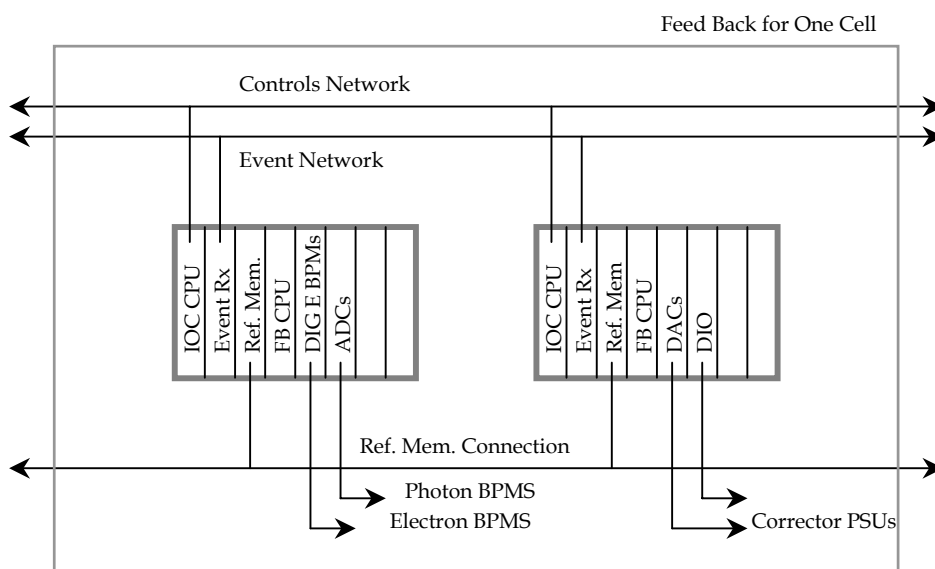 Feed Back for One Cell
Controls Network
Event Network
IOC CPU
Event Rx
Ref. Mem.
FB CPU
DIG E BPMs
ADCs
IOC CPU
Event Rx
Ref. Mem
FB CPU
DACs
DIO
Ref. Mem. Connection
Photon BPMS
Electron BPMS
Corrector PSUs